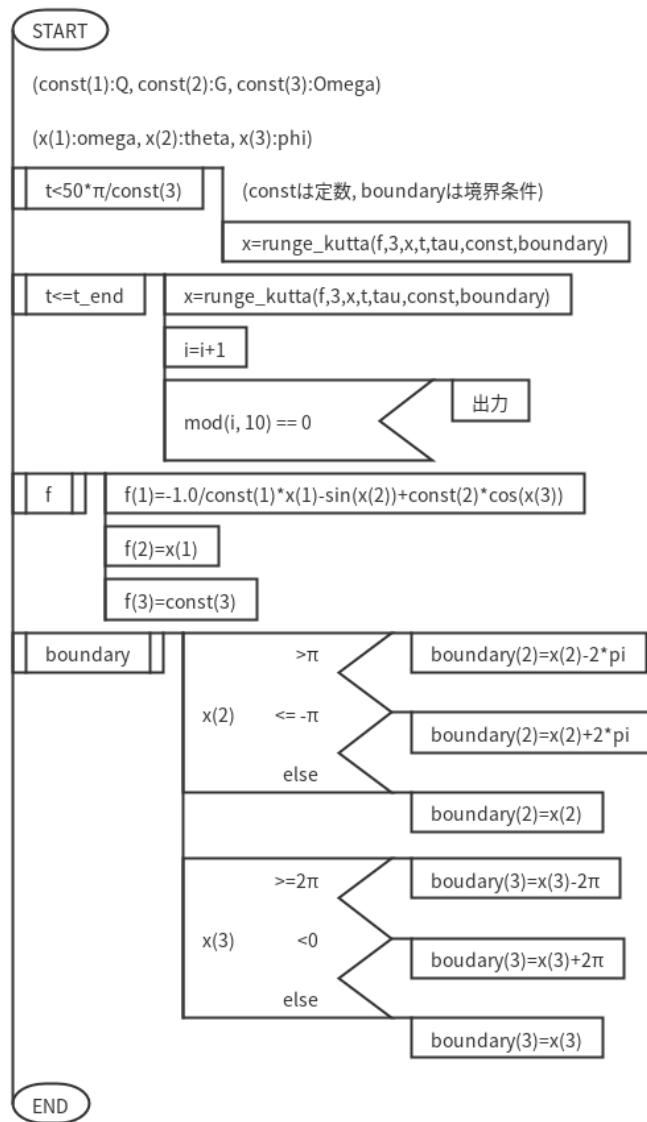 START
(const(1):Q, const(2):G, const(3):Omega)
(x(1):omega, x(2):theta, x(3):phi)
t<50*π/const(3)
(constは定数, boundaryは境界条件)
x=runge_kutta(f,3,x,t,tau,const,boundary)
t<=t_end
x=runge_kutta(f,3,x,t,tau,const,boundary)
i=i+1
mod(i, 10) == 0
出力
f
f(1)=-1.0/const(1)*x(1)-sin(x(2))+const(2)*cos(x(3))
f(2)=x(1)
f(3)=const(3)
boundary
x(2)
>π
boundary(2)=x(2)-2*pi
<= -π
boundary(2)=x(2)+2*pi
else
boundary(2)=x(2)
x(3)
>=2π
boudary(3)=x(3)-2π
<0
boudary(3)=x(3)+2π
else
boundary(3)=x(3)
END